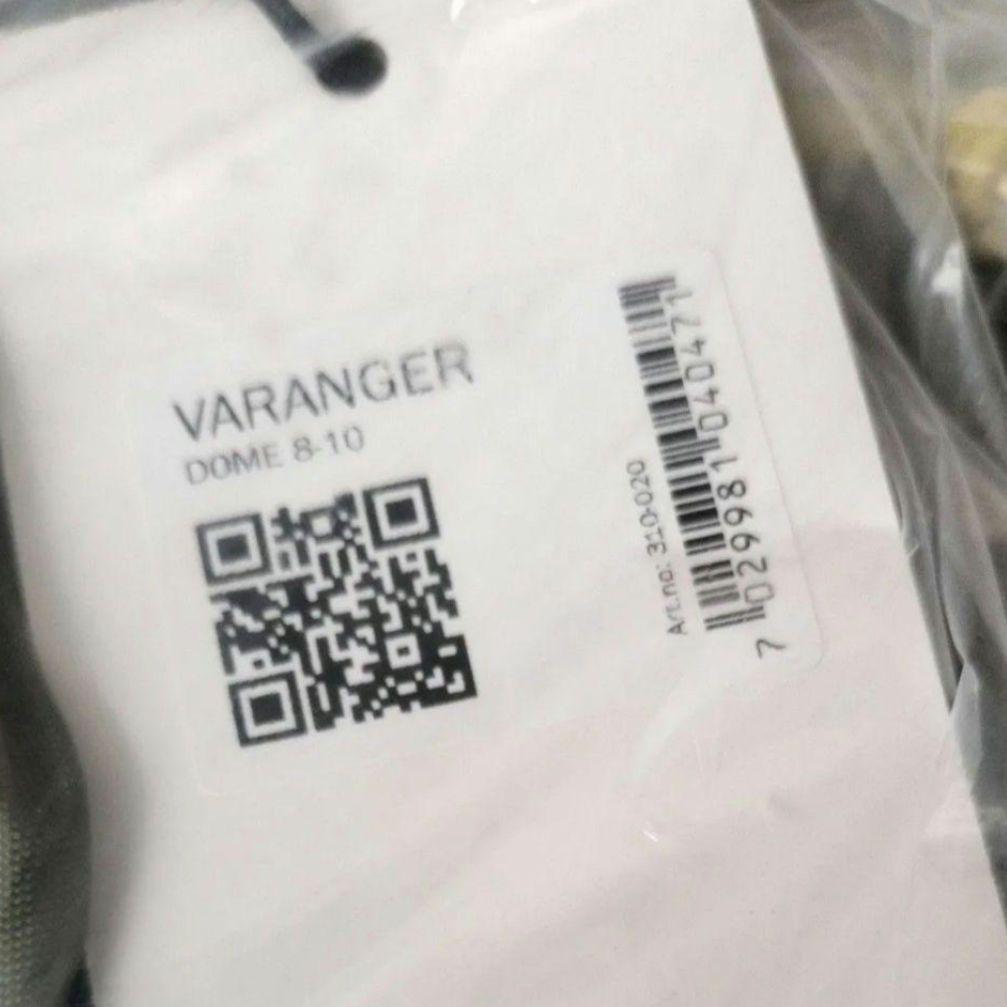 VARANGER
DOME 8-10
Art.no: 310-020
7 029981 040471